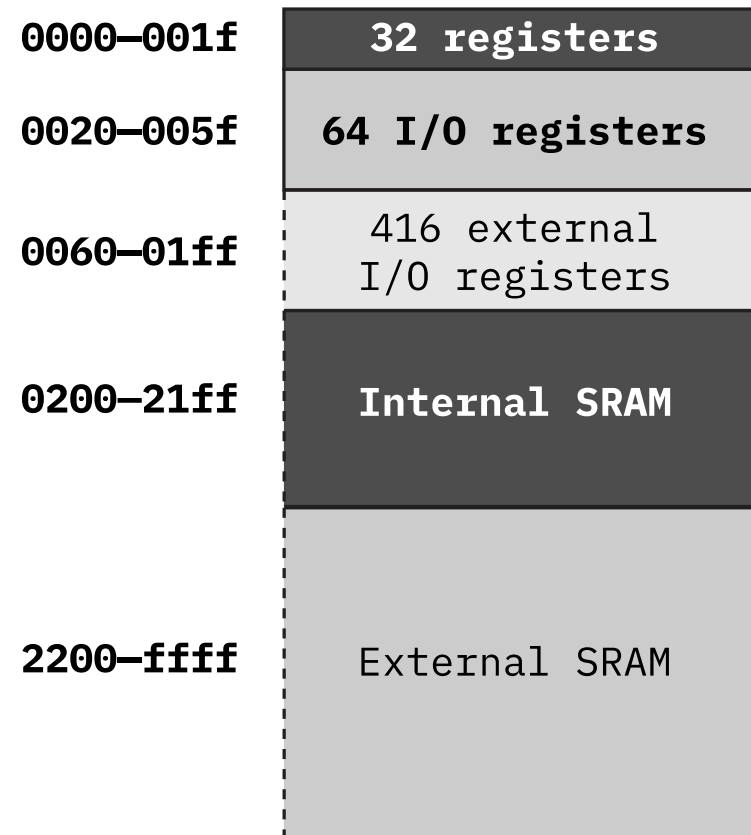 0000–001f
32 registers
0020–005f
64 I/O registers
0060–01ff
416 external
I/O registers
0200–21ff
Internal SRAM
2200–ffff
External SRAM